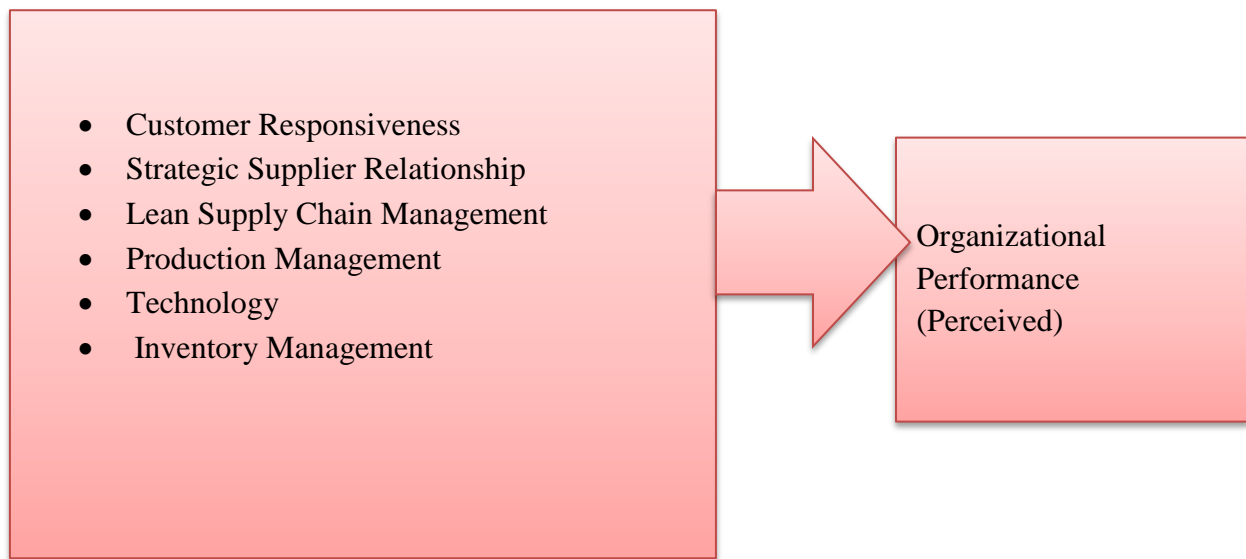 • Customer Responsiveness
• Strategic Supplier Relationship
• Lean Supply Chain Management
• Production Management
• Technology
• Inventory Management
Organizational
Performance
(Perceived)